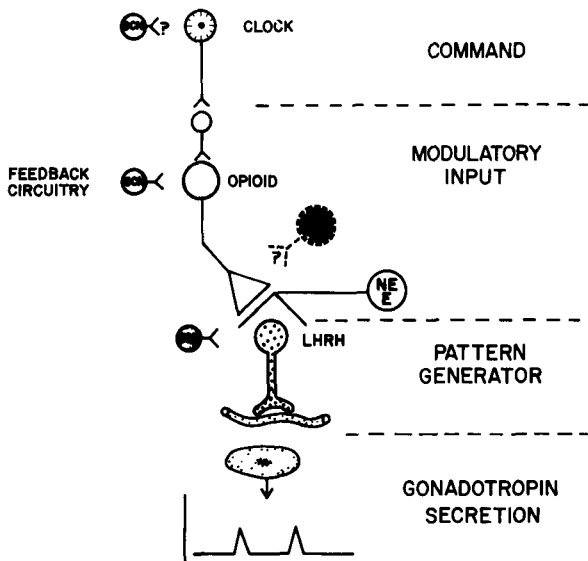 ?
CLOCK
COMMAND
MODULATORY
INPUT
FEEDBACK
CIRCUITRY
OPIOID
?!
NE
E
LHRH
PATTERN
GENERATOR
GONADOTROPIN
SECRETION